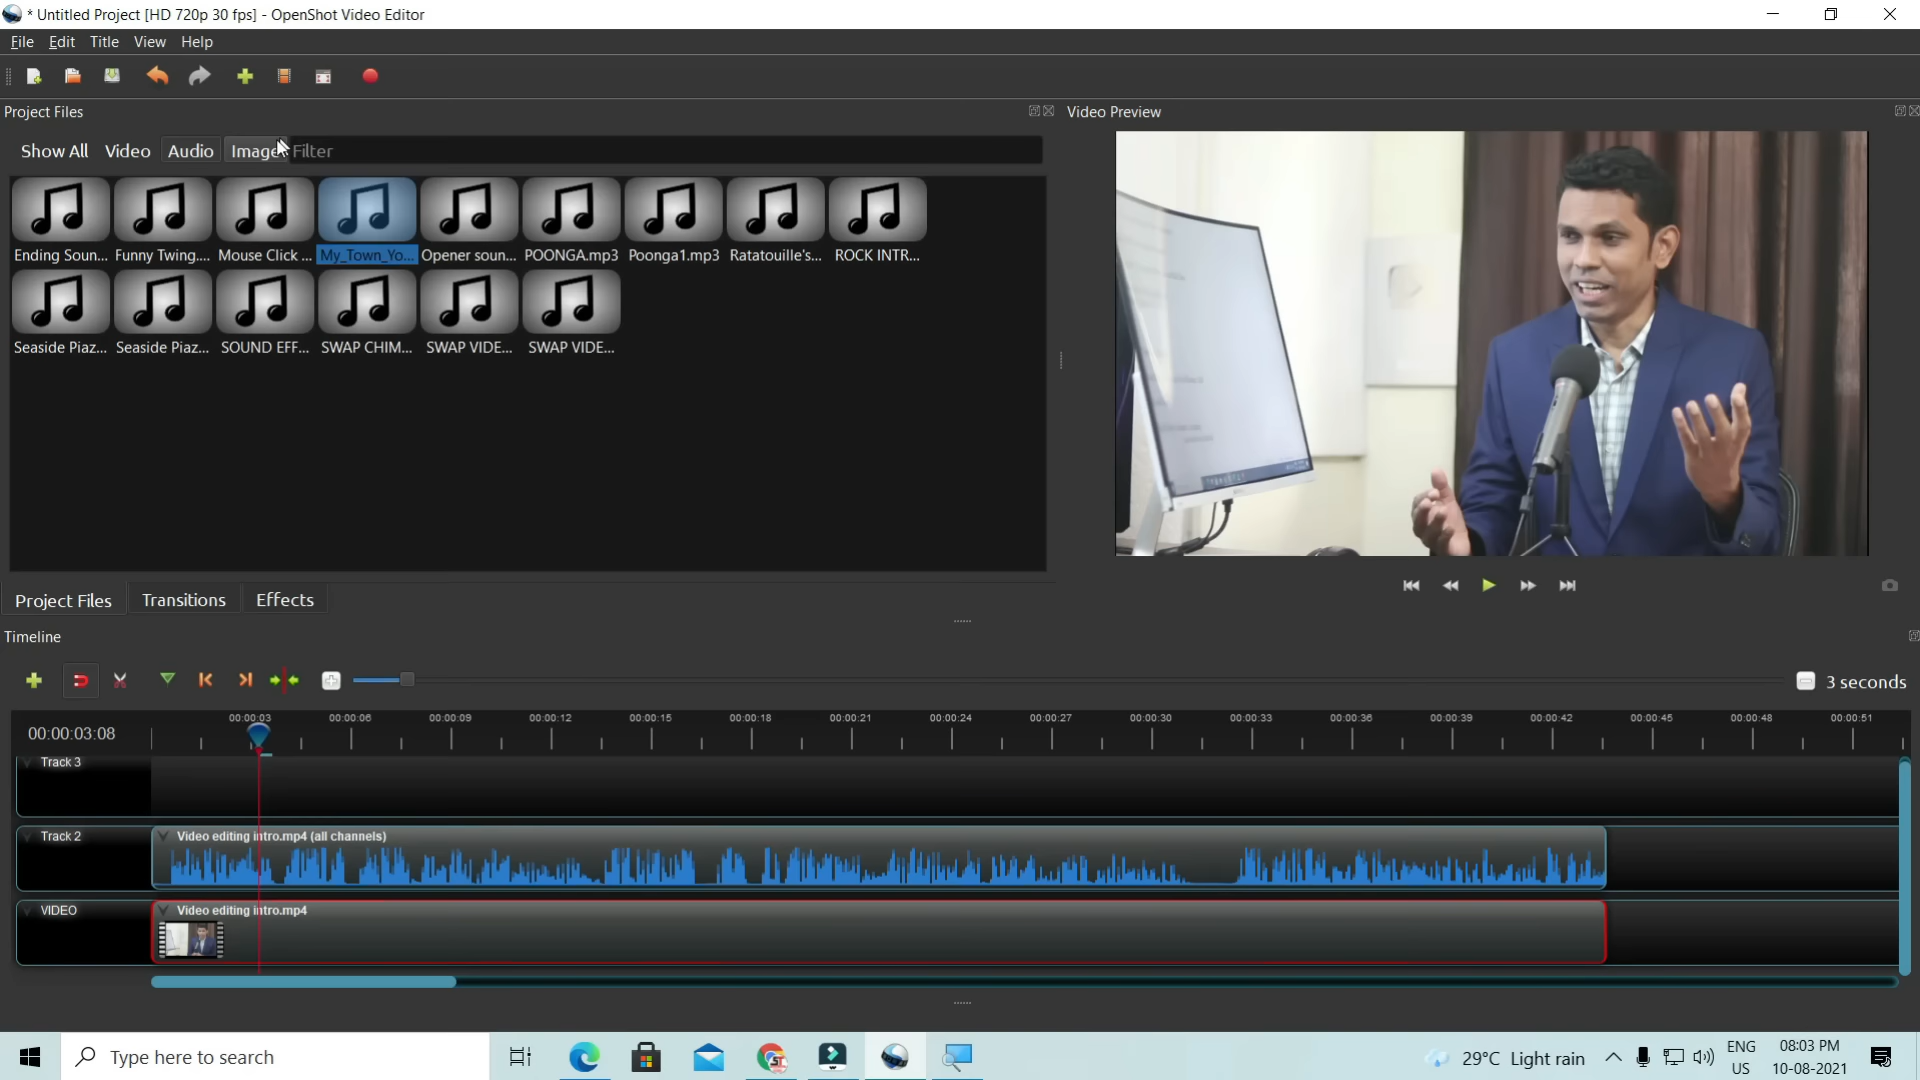 * Untitled Project [HD 720p 30 fps] - OpenShot Video Editor
File Edit Title View Help
Project Files
Video Preview
Show All Video Audio Image Filter
Ending Soun... Funny Twing.... Mouse Click ... My_Town_Yo... Opener soun... POONGA.mp3 Poonga1.mp3 Ratatouille's... ROCK INTR...
Seaside Piaz... Seaside Piaz... SOUND EFF... SWAP CHIM... SWAP VIDE... SWAP VIDE...
Project Files Transitions Effects
Timeline
3 seconds
00:00:03:08
00:00:03 00:00:06 00:00:09 00:00:12 00:00:15 00:00:18 00:00:21 00:00:24 00:00:27 00:00:30 00:00:33 00:00:36 00:00:39 00:00:42 00:00:45 00:00:48 00:00:51
Track 3
Track 2
Video editing intro.mp4 (all channels)
VIDEO
Video editing intro.mp4
Type here to search
29°C Light rain
ENG
US
08:03 PM
10-08-2021